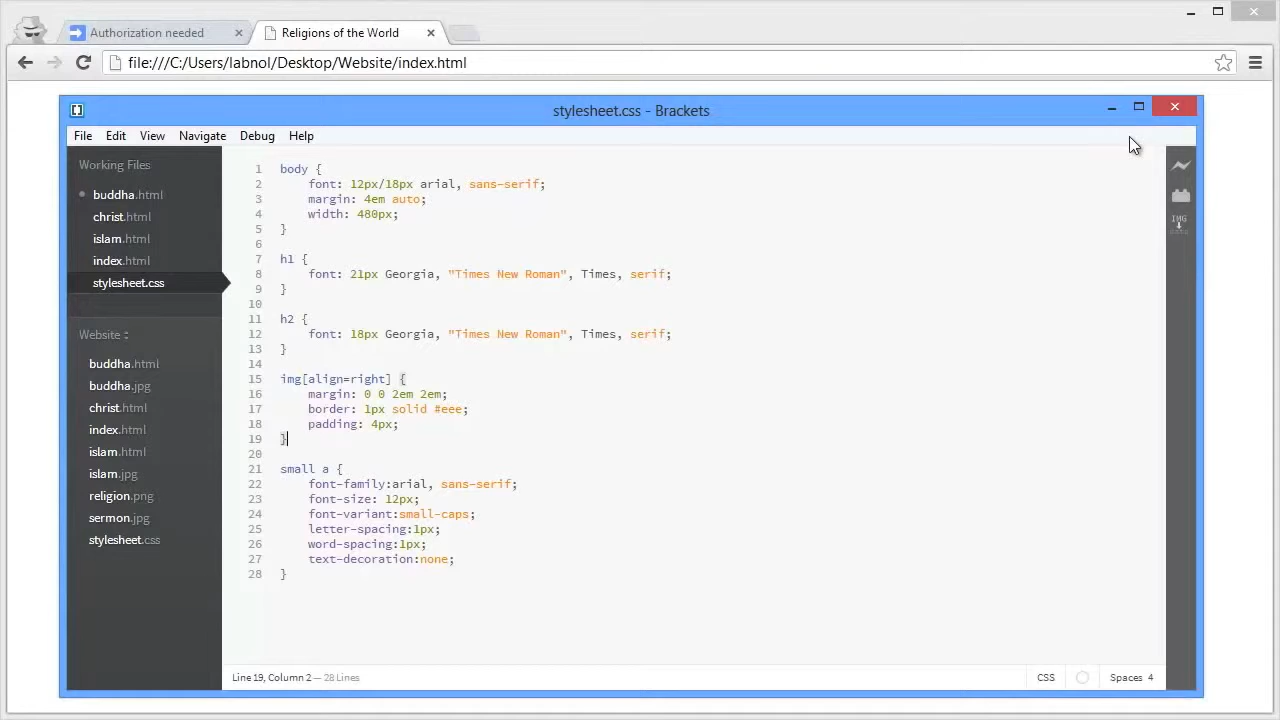 Authorization needed
Religions of the World
file:///C:/Users/labnol/Desktop/Website/index.html
stylesheet.css - Brackets
File Edit View Navigate Debug Help
Working Files
buddha.html
christ.html
islam.html
index.html
stylesheet.css
Website
buddha.html
buddha.jpg
christ.html
index.html
islam.html
islam.jpg
religion.png
sermon.jpg
stylesheet.css
1 body {
2 font: 12px/18px arial, sans-serif;
3 margin: 4em auto;
4 width: 480px;
5 }
6
7 h1 {
8 font: 21px Georgia, "Times New Roman", Times, serif;
9 }
10
11 h2 {
12 font: 18px Georgia, "Times New Roman", Times, serif;
13 }
14
15 img[align=right] {
16 margin: 0 0 2em 2em;
17 border: 1px solid #eee;
18 padding: 4px;
19 }
20
21 small a {
22 font-family:arial, sans-serif;
23 font-size: 12px;
24 font-variant:small-caps;
25 letter-spacing:1px;
26 word-spacing:1px;
27 text-decoration:none;
28 }
IMG
Line 19, Column 2 — 28 Lines
CSS
Spaces 4